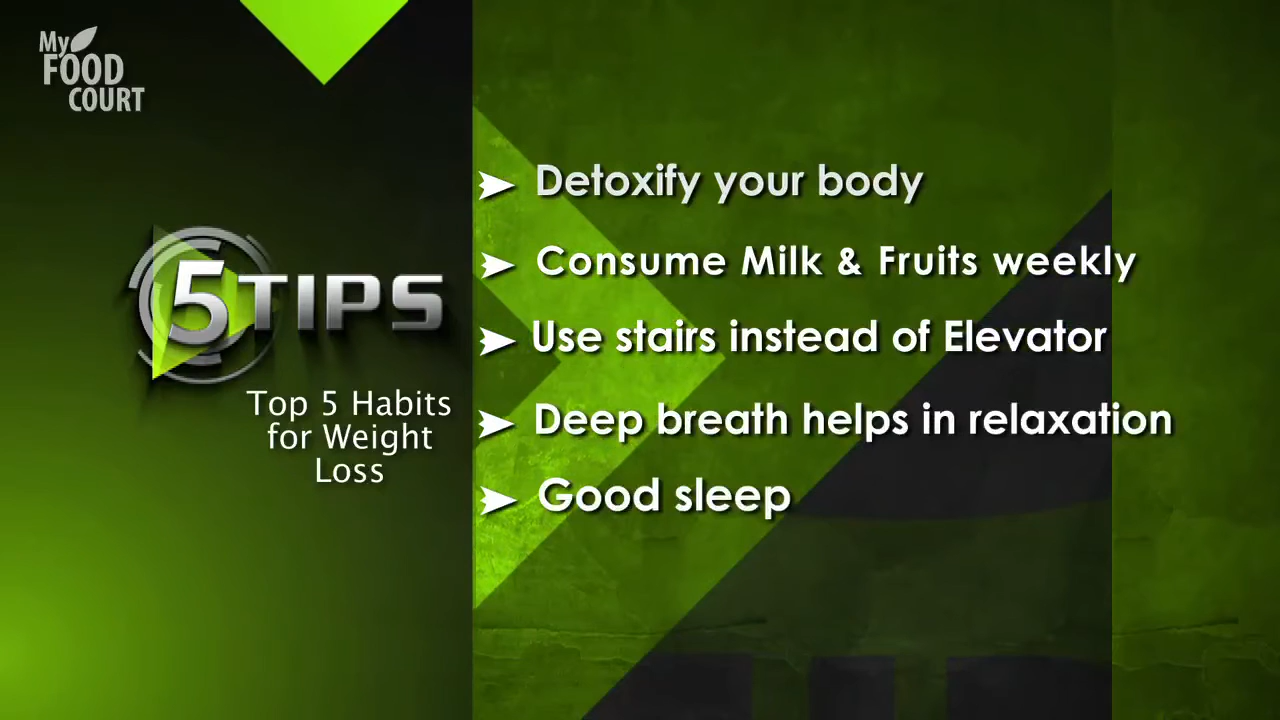 My
FOOD
COURT
5TIPS
Top 5 Habits
for Weight
Loss
Detoxify your body
Consume Milk & Fruits weekly
Use stairs instead of Elevator
Deep breath helps in relaxation
Good sleep